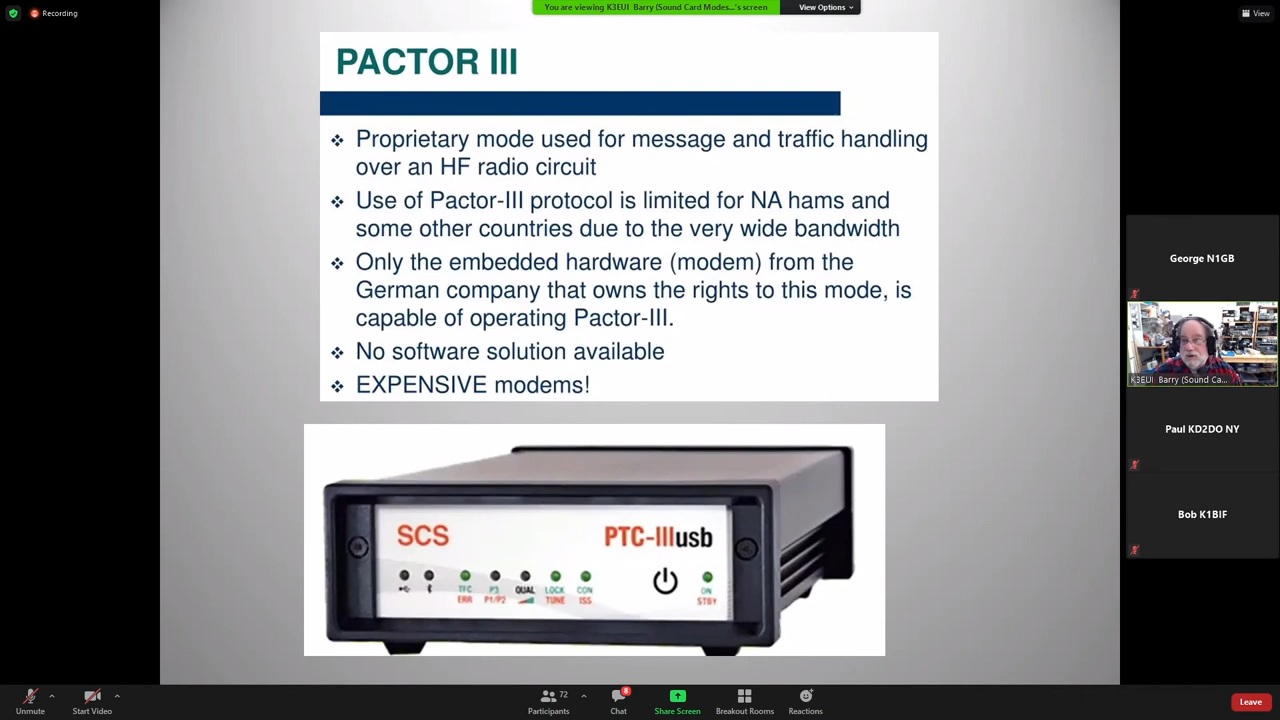 Recording
You are viewing K3EUI Barry (Sound Card Modes...'s screen
View Options
View
PACTOR III
Proprietary mode used for message and traffic handling
over an HF radio circuit
Use of Pactor-III protocol is limited for NA hams and
some other countries due to the very wide bandwidth
Only the embedded hardware (modem) from the
German company that owns the rights to this mode, is
capable of operating Pactor-III.
No software solution available
EXPENSIVE modems!
SCS
PTC-IIIusb
TFC P3 QUAL LOCK CON ON
ERR P1/P2 TUNE ISS STBY
George N1GB
K3EUI Barry (Sound Ca...
Paul KD2DO NY
Bob K1BIF
Unmute
Start Video
72
Participants
8
Chat
Share Screen
Breakout Rooms
Reactions
Leave